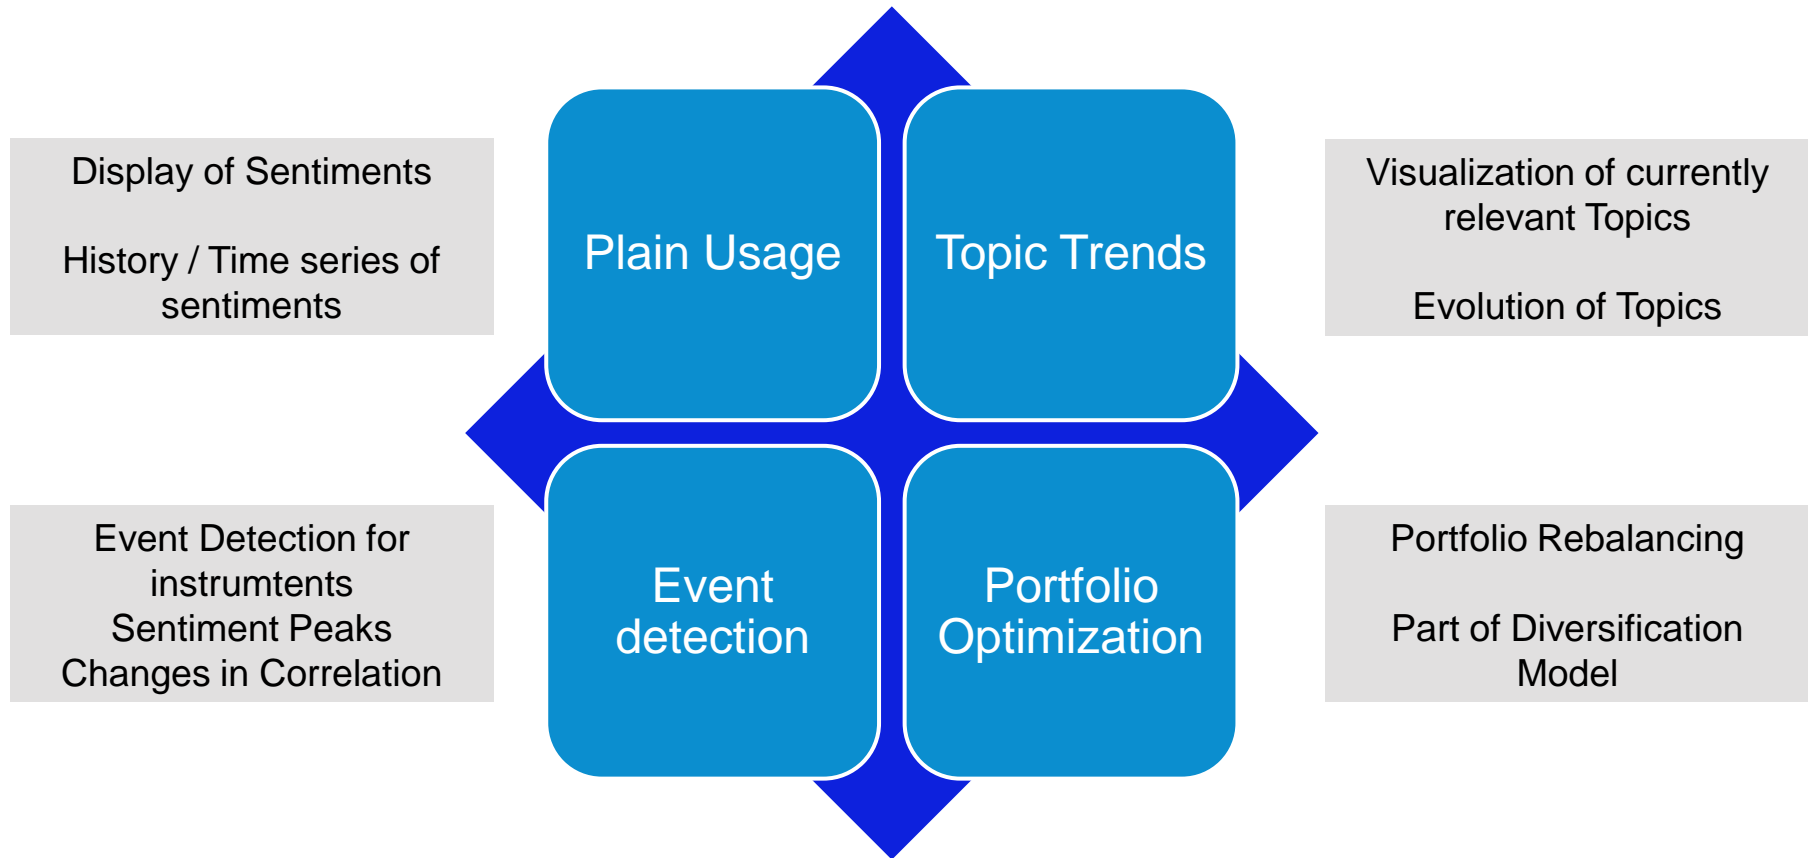 Display of Sentiments
History / Time series of
sentiments
Plain Usage
Topic Trends
Visualization of currently
relevant Topics
Evolution of Topics
Event Detection for
instrumtents
Sentiment Peaks
Changes in Correlation
Event
detection
Portfolio
Optimization
Portfolio Rebalancing
Part of Diversification
Model